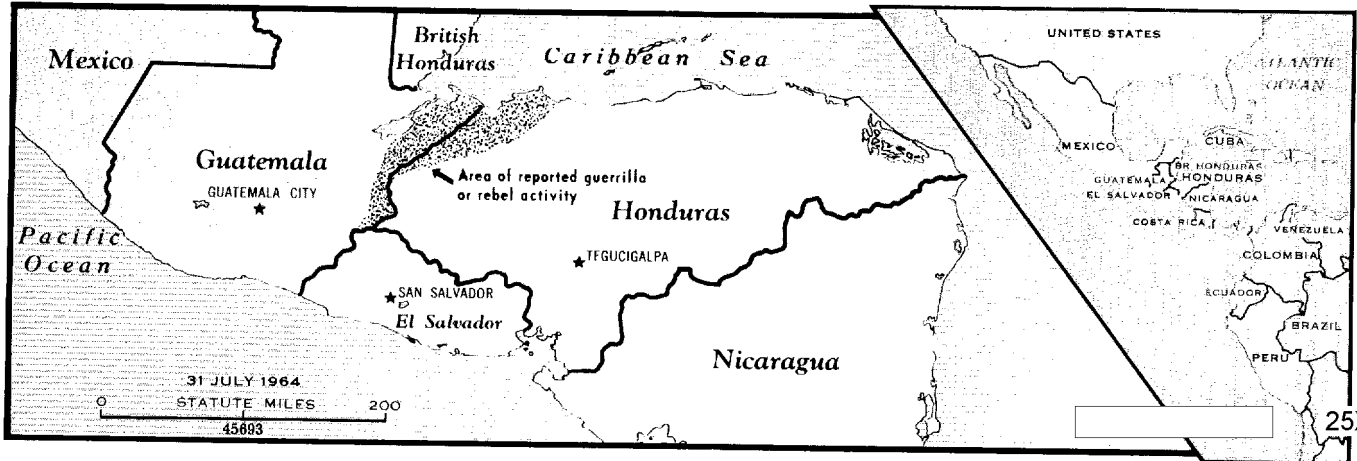 Mexico
British
Honduras
Caribbean Sea
Guatemala
GUATEMALA CITY
Area of reported guerrilla
or rebel activity
Honduras
TEGUCIGALPA
Pacific
Ocean
SAN SALVADOR
El Salvador
Nicaragua
31 JULY 1964
0 STATUTE MILES 200
45693
UNITED STATES
ATLANTIC
OCEAN
MEXICO
CUBA
BR HONDURAS
GUATEMALA HONDURAS
EL SALVADOR NICARAGUA
COSTA RICA
VENEZUELA
COLOMBIA
ECUADOR
BRAZIL
PERU